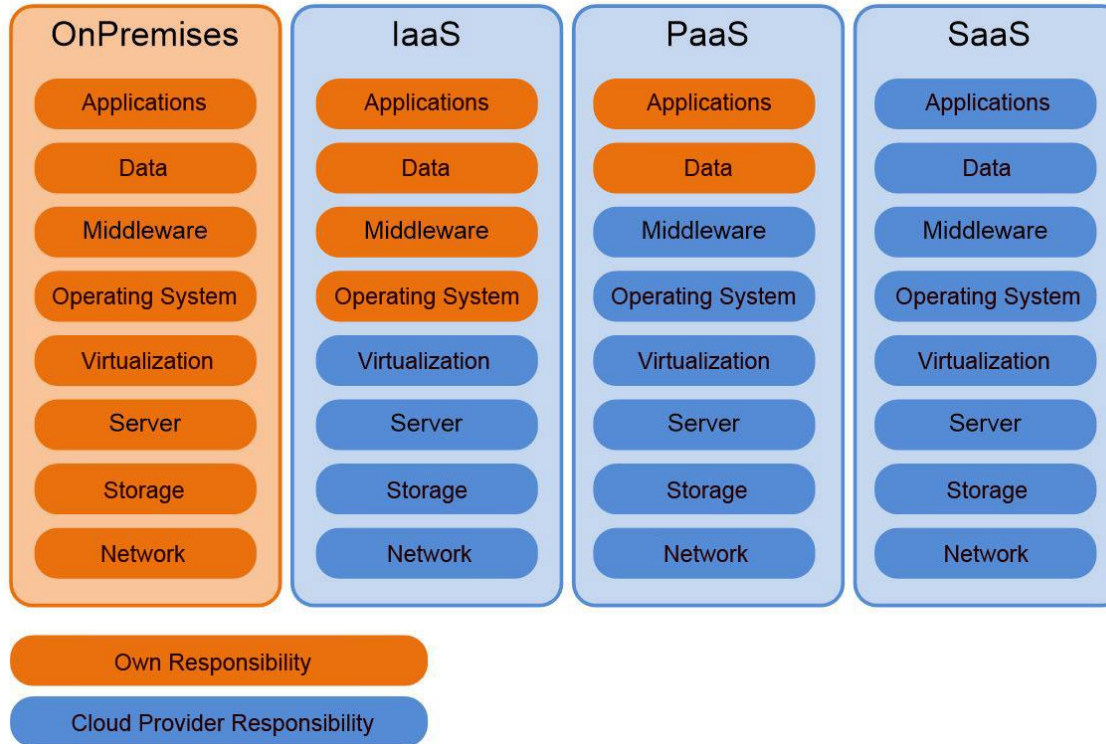 OnPremises
Applications
Data
Middleware
Operating System
Virtualization
Server
Storage
Network
IaaS
Applications
Data
Middleware
Operating System
Virtualization
Server
Storage
Network
PaaS
Applications
Data
Middleware
Operating System
Virtualization
Server
Storage
Network
SaaS
Applications
Data
Middleware
Operating System
Virtualization
Server
Storage
Network
Own Responsibility
Cloud Provider Responsibility